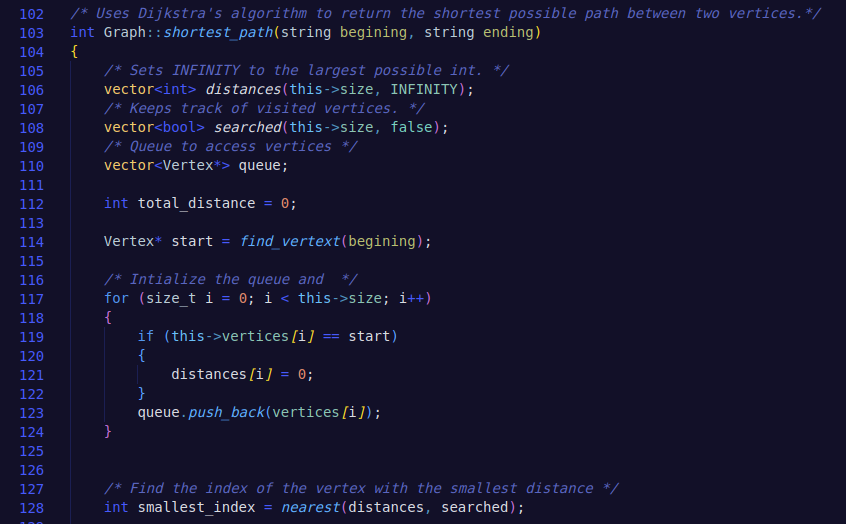 102 /* Uses Dijkstra's algorithm to return the shortest possible path between two vertices.*/
103 int Graph::shortest_path(string begining, string ending)
104 {
105 /* Sets INFINITY to the largest possible int. */
106 vector<int> distances(this->size, INFINITY);
107 /* Keeps track of visited vertices. */
108 vector<bool> searched(this->size, false);
109 /* Queue to access vertices */
110 vector<Vertex*> queue;
111
112 int total_distance = 0;
113
114 Vertex* start = find_vertext(begining);
115
116 /* Intialize the queue and  */
117 for (size_t i = 0; i < this->size; i++)
118 {
119 if (this->vertices[i] == start)
120 {
121 distances[i] = 0;
122 }
123 queue.push_back(vertices[i]);
124 }
125
126
127 /* Find the index of the vertex with the smallest distance */
128 int smallest_index = nearest(distances, searched);